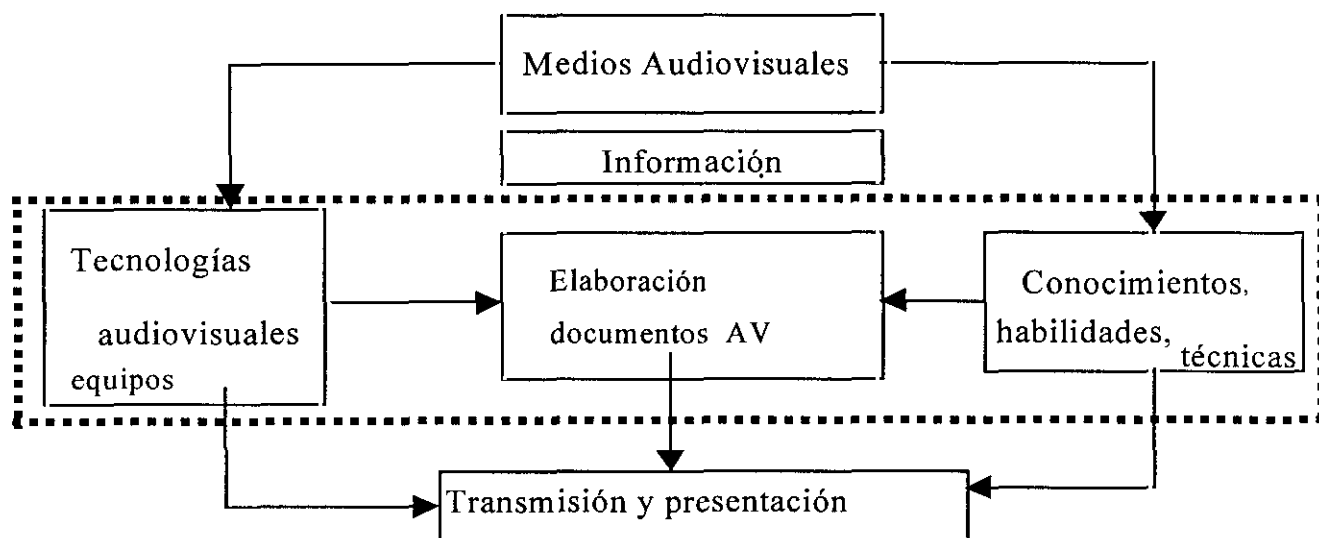 Medios Audiovisuales
Información
Tecnologías
audiovisuales
equipos
Elaboración
documentos AV
Conocimientos,
habilidades,
técnicas
Transmisión y presentación